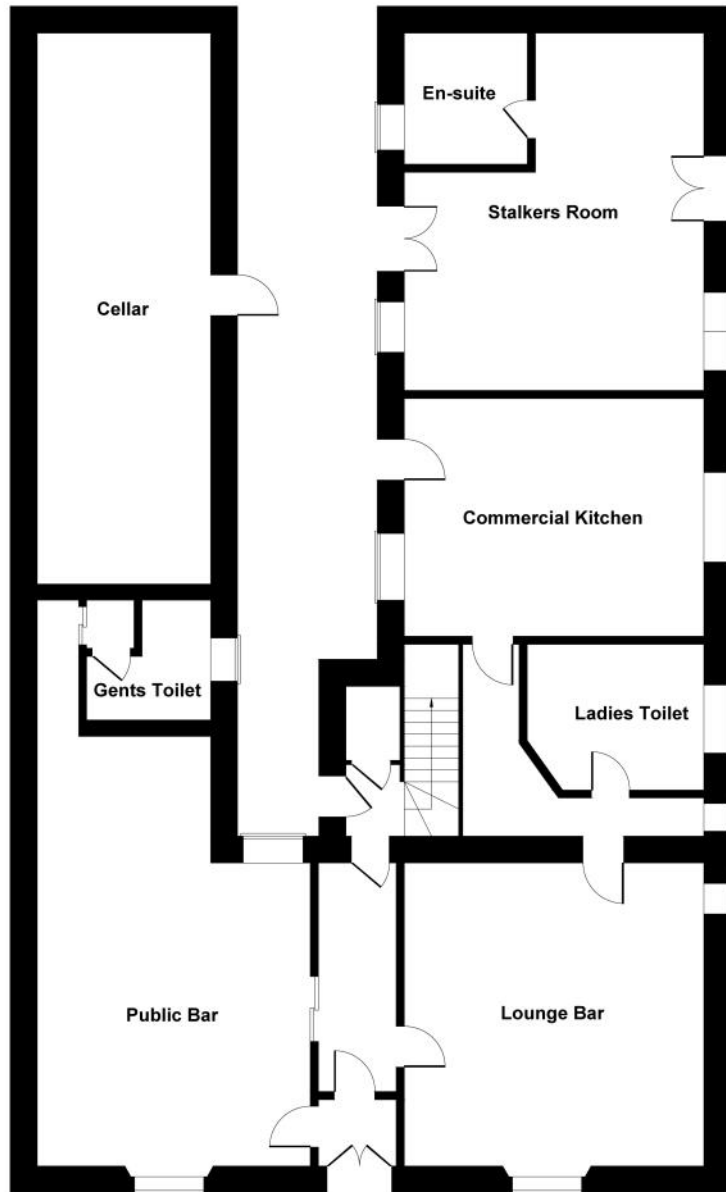 En-suite
Stalkers Room
Cellar
Commercial Kitchen
Gents Toilet
Ladies Toilet
Public Bar
Lounge Bar